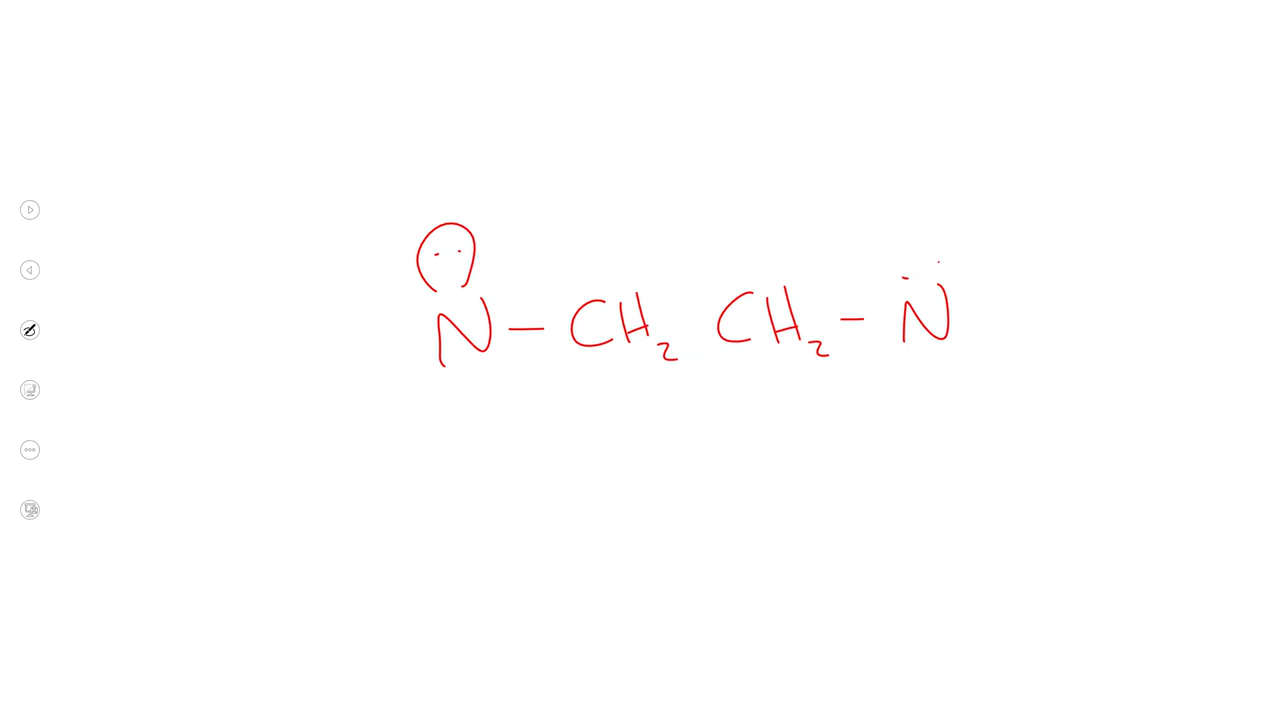 N̈ – CH₂ CH₂ – N̈